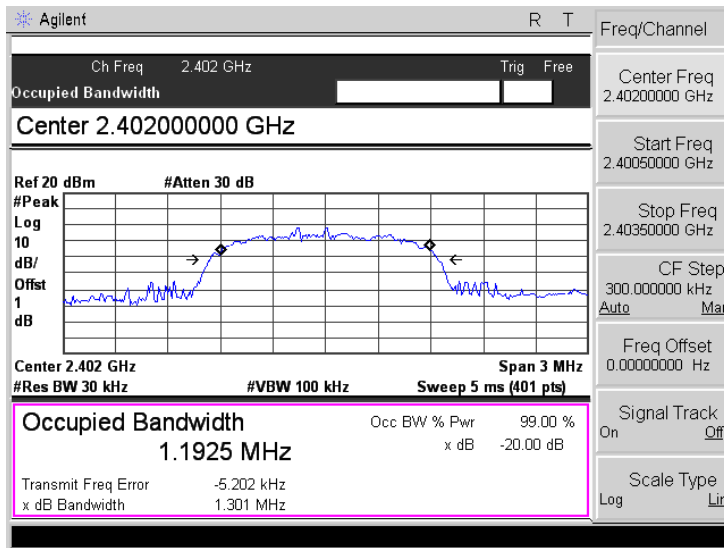 Agilent R T
Freq/Channel
Ch Freq 2.402 GHz Trig Free
Occupied Bandwidth
Center 2.402000000 GHz
Ref 20 dBm #Atten 30 dB
#Peak
Log
10
dB/
Offst
1
dB
Center 2.402 GHz Span 3 MHz
#Res BW 30 kHz #VBW 100 kHz Sweep 5 ms (401 pts)
Occupied Bandwidth Occ BW % Pwr 99.00 %
1.1925 MHz x dB -20.00 dB
Transmit Freq Error -5.202 kHz
x dB Bandwidth 1.301 MHz
Center Freq
2.40200000 GHz
Start Freq
2.40050000 GHz
Stop Freq
2.40350000 GHz
CF Step
300.000000 kHz
Auto Man
Freq Offset
0.00000000 Hz
Signal Track
On Off
Scale Type
Log Lin